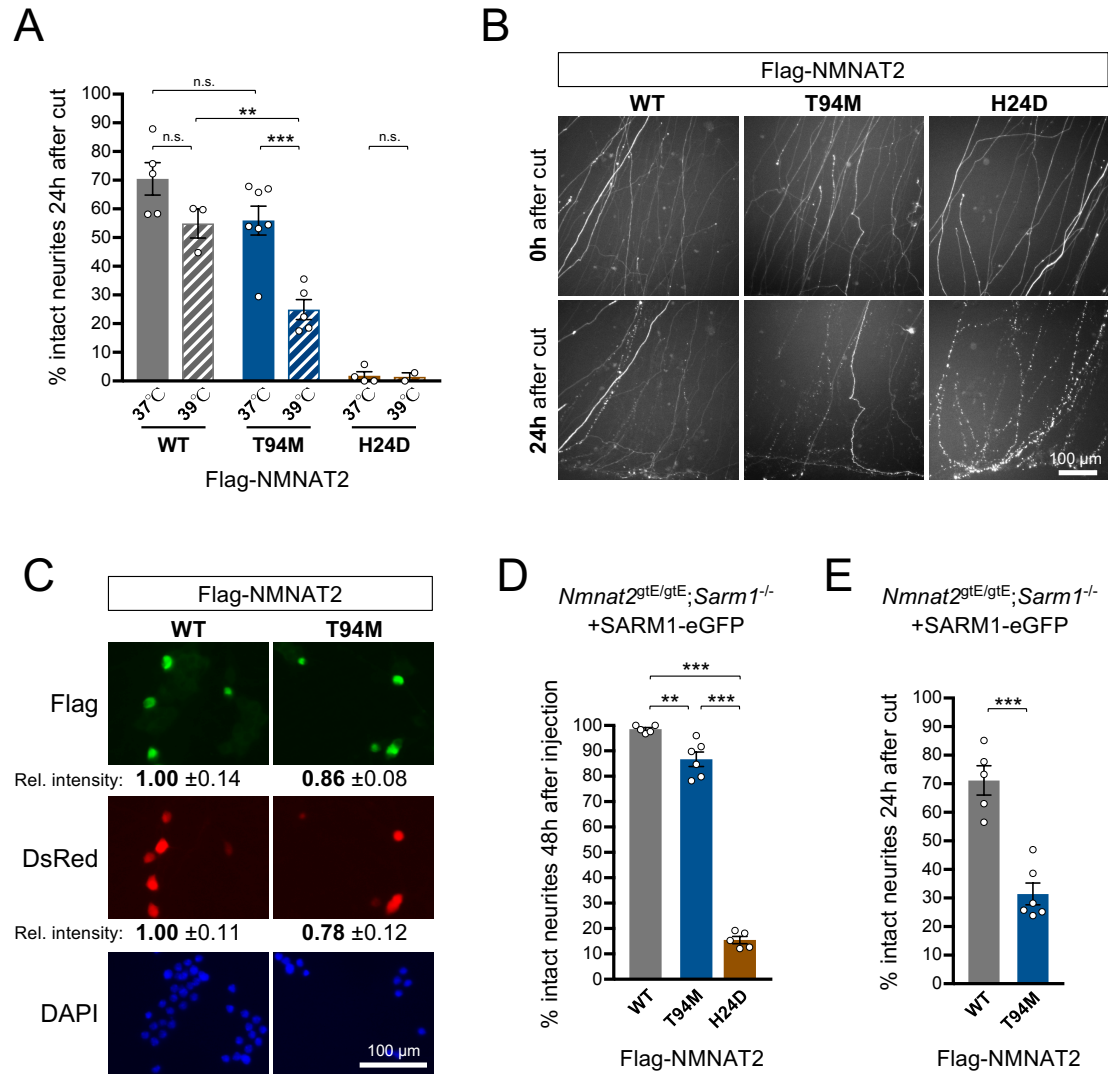 A
% intact neurites 24h after cut
100
90
80
70
60
50
40
30
20
10
0
n.s.
n.s.
**
***
n.s.
37°C
39°C
37°C
39°C
37°C
39°C
WT
T94M
H24D
Flag-NMNAT2
B
Flag-NMNAT2
WT
T94M
H24D
0h after cut
24h after cut
100 µm
C
Flag-NMNAT2
WT
T94M
Flag
Rel. intensity: 1.00 ±0.14 0.86 ±0.08
DsRed
Rel. intensity: 1.00 ±0.11 0.78 ±0.12
DAPI
100 µm
D
Nmnat2gtE/gtE;Sarm1-/-
+SARM1-eGFP
% intact neurites 48h after injection
***
**
***
100
90
80
70
60
50
40
30
20
10
0
WT
T94M
H24D
Flag-NMNAT2
E
Nmnat2gtE/gtE;Sarm1-/-
+SARM1-eGFP
% intact neurites 24h after cut
***
100
90
80
70
60
50
40
30
20
10
0
WT
T94M
Flag-NMNAT2